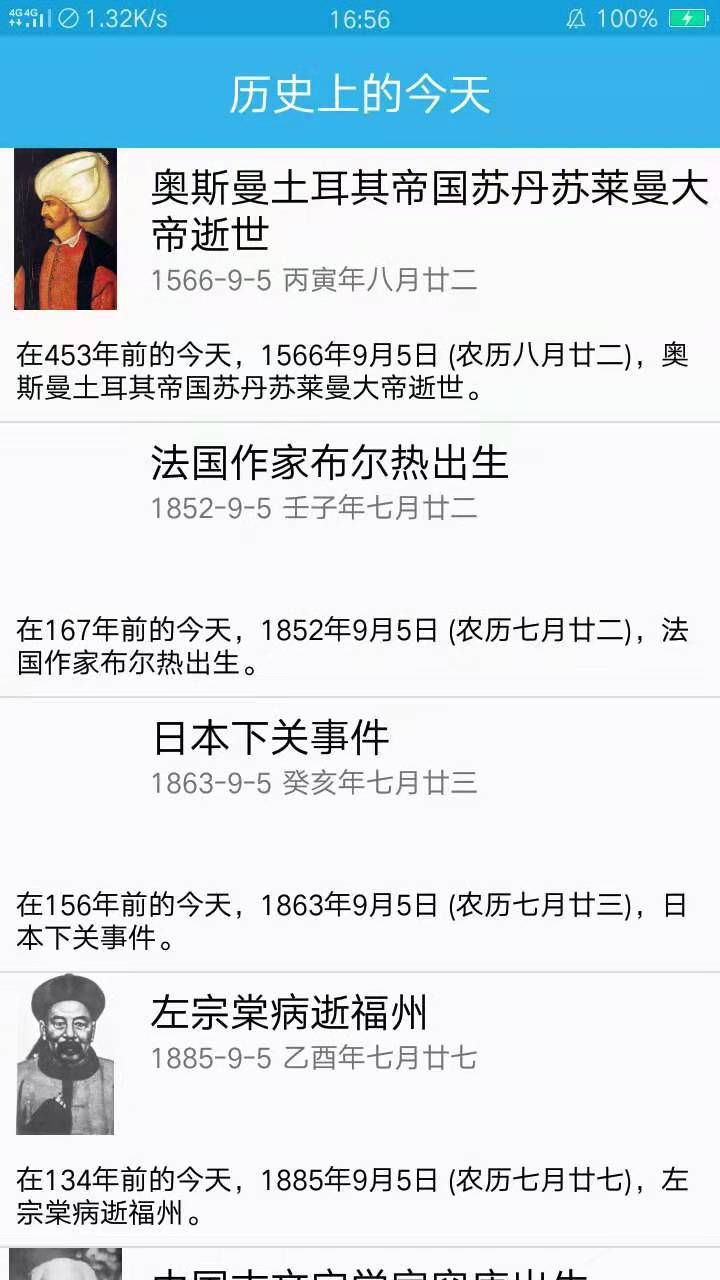 4G4G 1.32K/s 16:56 100%
历史上的今天
奥斯曼土耳其帝国苏丹苏莱曼大
帝逝世
1566-9-5 丙寅年八月廿二
在453年前的今天，1566年9月5日 (农历八月廿二)，奥
斯曼土耳其帝国苏丹苏莱曼大帝逝世。
法国作家布尔热出生
1852-9-5 壬子年七月廿二
在167年前的今天，1852年9月5日 (农历七月廿二)，法
国作家布尔热出生。
日本下关事件
1863-9-5 癸亥年七月廿三
在156年前的今天，1863年9月5日 (农历七月廿三)，日
本下关事件。
左宗棠病逝福州
1885-9-5 乙酉年七月廿七
在134年前的今天，1885年9月5日 (农历七月廿七)，左
宗棠病逝福州。